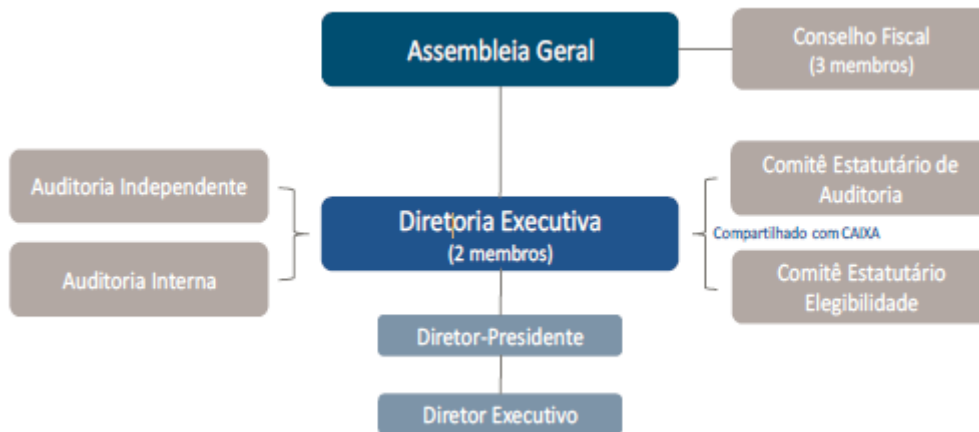 Assembleia Geral
Conselho Fiscal
(3 membros)
Auditoria Independente
Auditoria Interna
Diretoria Executiva
(2 membros)
Comitê Estatutário de
Auditoria
Compartilhado com CAIXA
Comitê Estatutário
Elegibilidade
Diretor-Presidente
Diretor Executivo